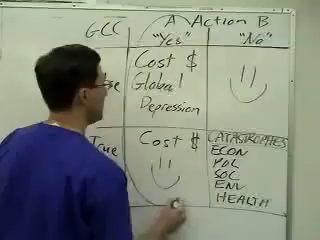 GCC
A Action B
"Yes"
"No"
Cost $
Global
Depression
True
Cost $
CATASTROPHES
ECON
POL
SOC
ENV
HEALTH